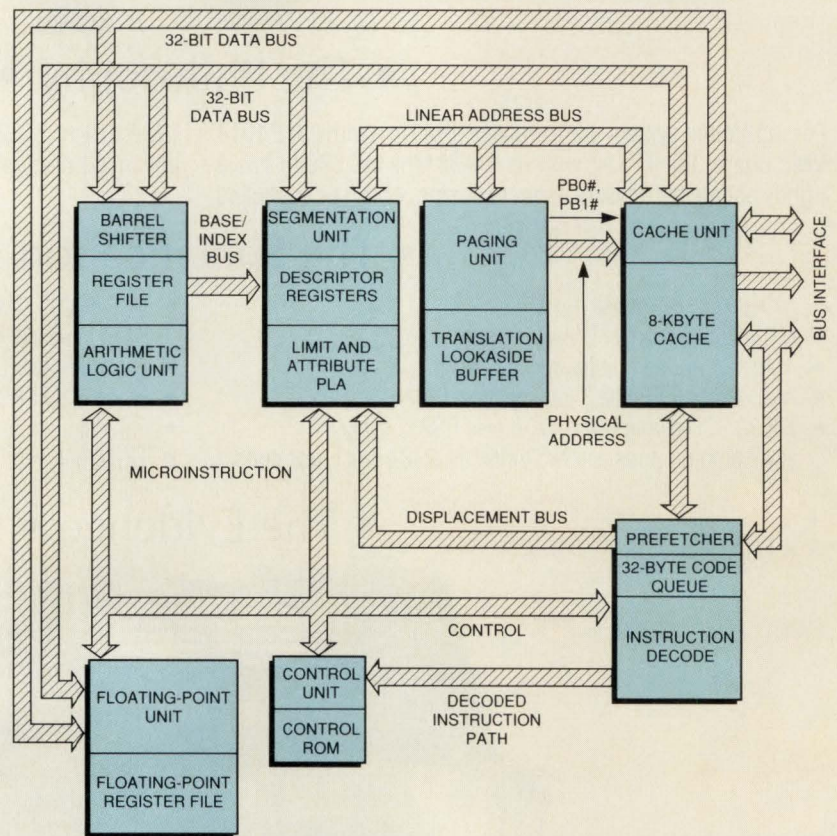 32-BIT DATA BUS
32-BIT
DATA BUS
LINEAR ADDRESS BUS
PB0#,
PB1#
BARREL
SHIFTER
REGISTER
FILE
ARITHMETIC
LOGIC UNIT
BASE/
INDEX
BUS
SEGMENTATION
UNIT
DESCRIPTOR
REGISTERS
LIMIT AND
ATTRIBUTE
PLA
PAGING
UNIT
TRANSLATION
LOOKASIDE
BUFFER
CACHE UNIT
8-KBYTE
CACHE
BUS INTERFACE
PHYSICAL
ADDRESS
MICROINSTRUCTION
DISPLACEMENT BUS
PREFETCHER
32-BYTE CODE
QUEUE
INSTRUCTION
DECODE
CONTROL
FLOATING-POINT
UNIT
FLOATING-POINT
REGISTER FILE
CONTROL
UNIT
CONTROL
ROM
DECODED
INSTRUCTION
PATH